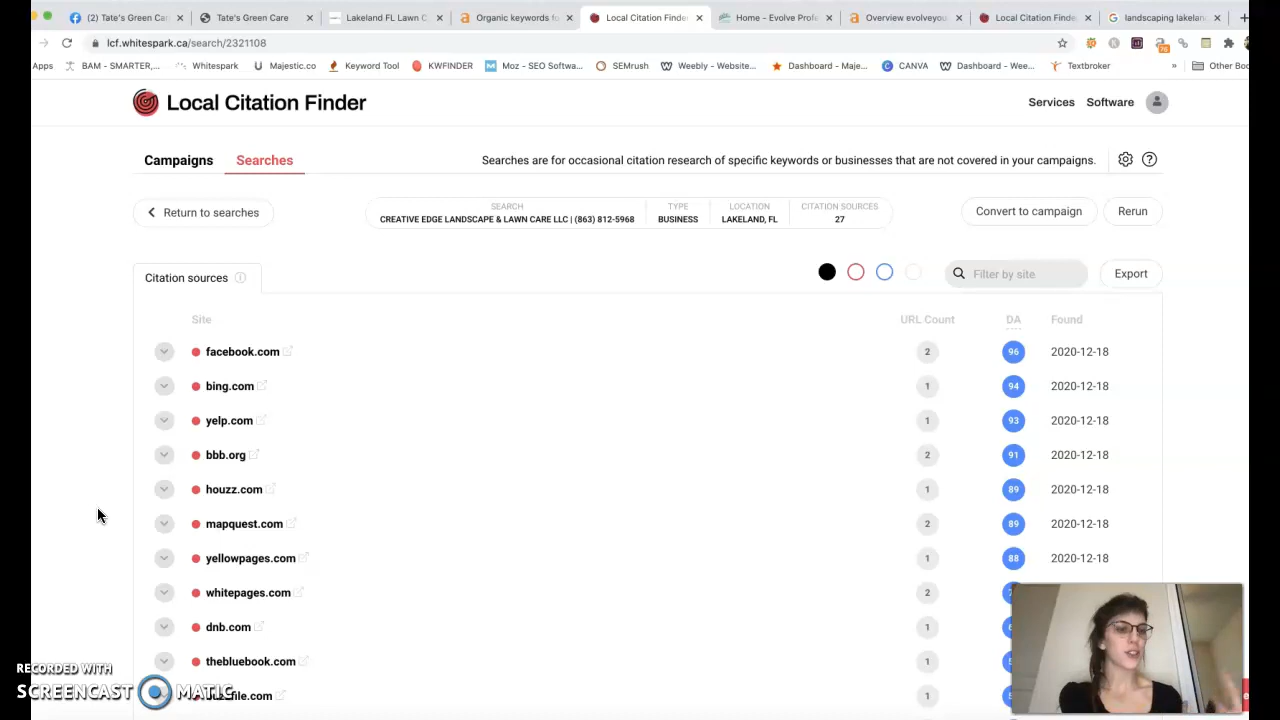 (2) Tate's Green Car
Tate's Green Care
Lakeland FL Lawn C
Organic keywords fo
Local Citation Finde
Home - Evolve Profe
Overview evolveyou
Local Citation Finde
landscaping lakelan
lcf.whitespark.ca/search/2321108
Apps
BAM - SMARTER,...
Whitespark
Majestic.co
Keyword Tool
KWFINDER
Moz - SEO Softwa...
SEMrush
Weebly - Website...
Dashboard - Maje...
CANVA
Dashboard - Wee...
Textbroker
»
Other Boo
Local Citation Finder
Services
Software
Campaigns
Searches
Searches are for occasional citation research of specific keywords or businesses that are not covered in your campaigns.
Return to searches
SEARCH
CREATIVE EDGE LANDSCAPE & LAWN CARE LLC | (863) 812-5968
TYPE
BUSINESS
LOCATION
LAKELAND, FL
CITATION SOURCES
27
Convert to campaign
Rerun
Citation sources
Filter by site
Export
Site URL Count DA Found
facebook.com 2 96 2020-12-18
bing.com 1 94 2020-12-18
yelp.com 1 93 2020-12-18
bbb.org 2 91 2020-12-18
houzz.com 1 89 2020-12-18
mapquest.com 2 89 2020-12-18
yellowpages.com 1 88 2020-12-18
whitepages.com 2
dnb.com 1
thebluebook.com 1
file.com 1
RECORDED WITH
SCREENCAST MATIC